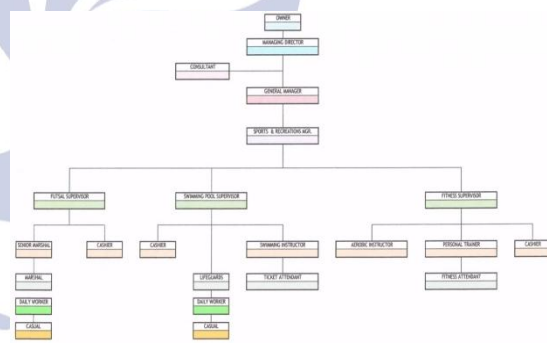 OWNER
MANAGING DIRECTOR
CONSULTANT
GENERAL MANAGER
SPORTS & RECREATIONS MGR.
FUTSAL SUPERVISOR
SWIMMING POOL SUPERVISOR
FITNESS SUPERVISOR
SENIOR MARSHAL
CASHIER
CASHIER
SWIMMING INSTRUCTOR
AEROBIC INSTRUCTOR
PERSONAL TRAINER
CASHIER
MARSHAL
LIFEGUARDS
TICKET ATTENDANT
FITNESS ATTENDANT
DAILY WORKER
DAILY WORKER
CASUAL
CASUAL